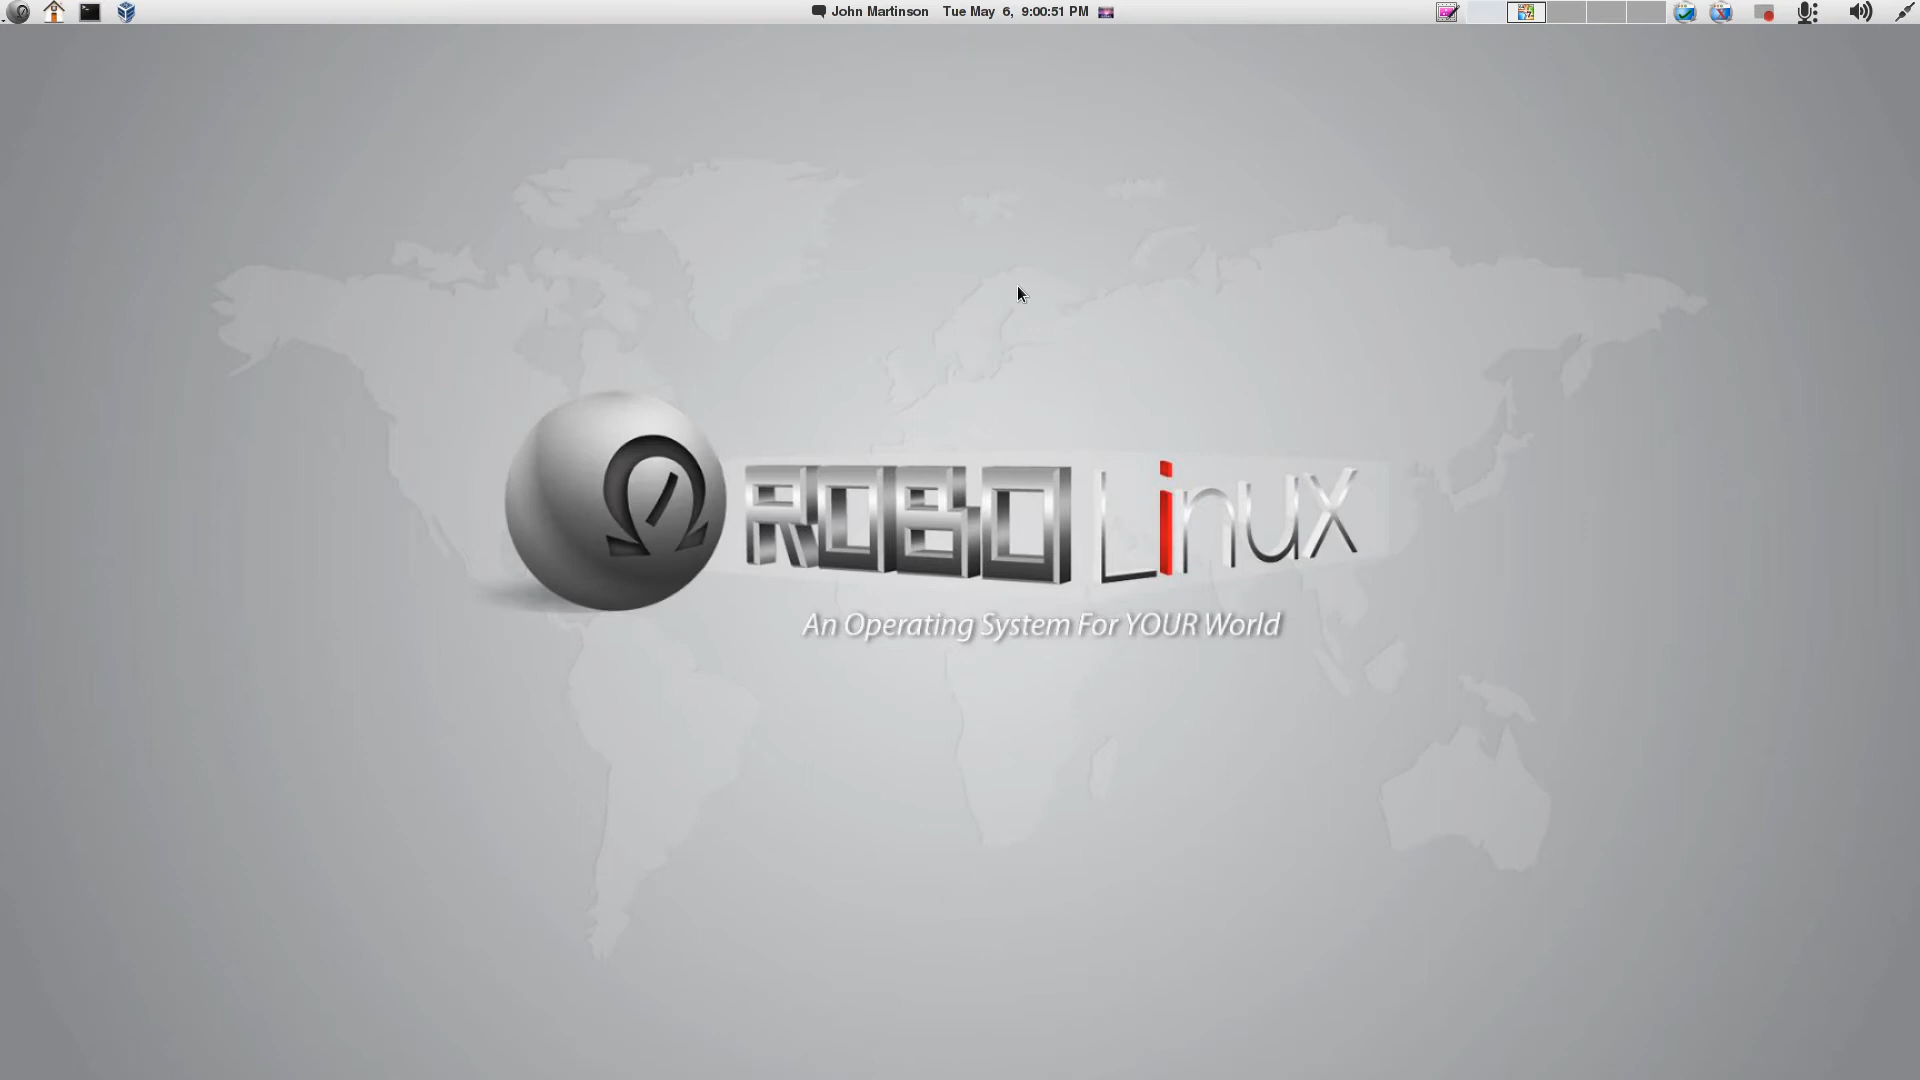 John Martinson Tue May 6, 9:00:51 PM
ROBO Linux
An Operating System For YOUR World